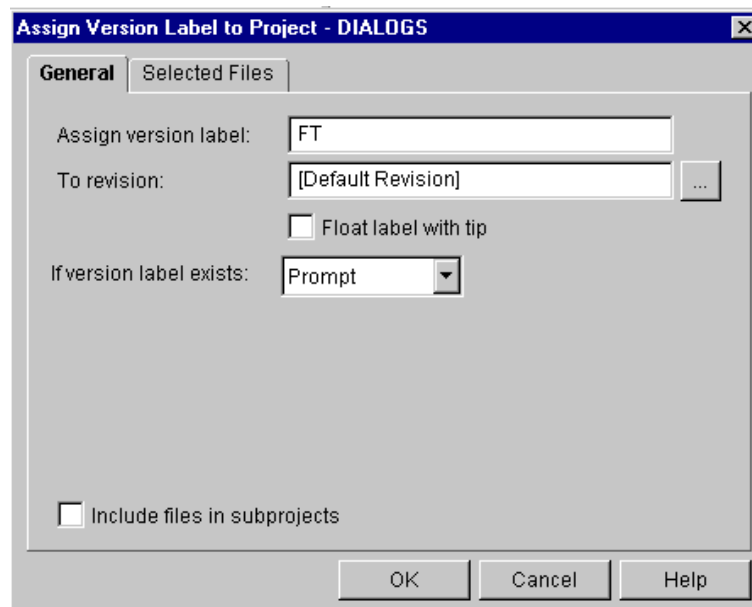 Assign Version Label to Project - DIALOGS
General Selected Files
Assign version label: FT
To revision: [Default Revision] ...
Float label with tip
If version label exists: Prompt
Include files in subprojects
OK Cancel Help